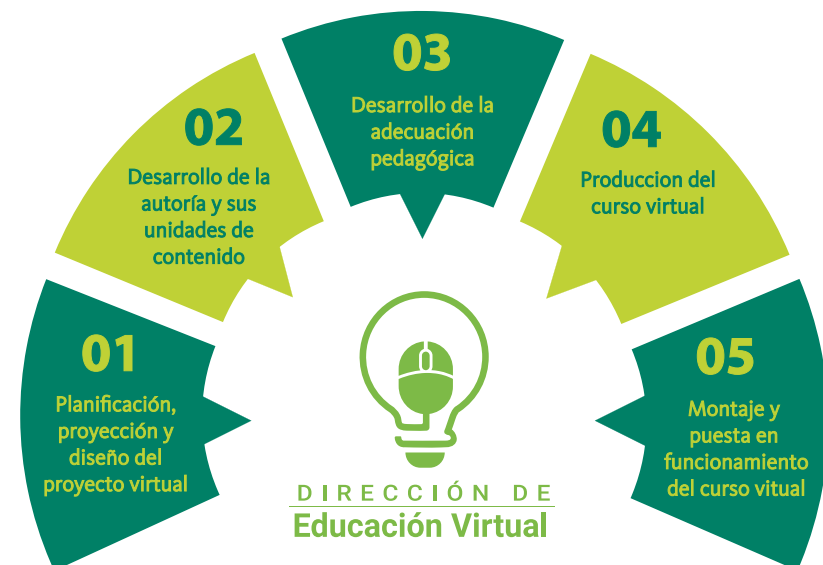 01
Planificación,
proyección y
diseño del
proyecto virtual
02
Desarrollo de la
autoría y sus
unidades de
contenido
03
Desarrollo de la
adecuación
pedagógica
04
Produccion del
curso virtual
05
Montaje y
puesta en
funcionamiento
del curso vitual
DIRECCIÓN DE
Educación Virtual